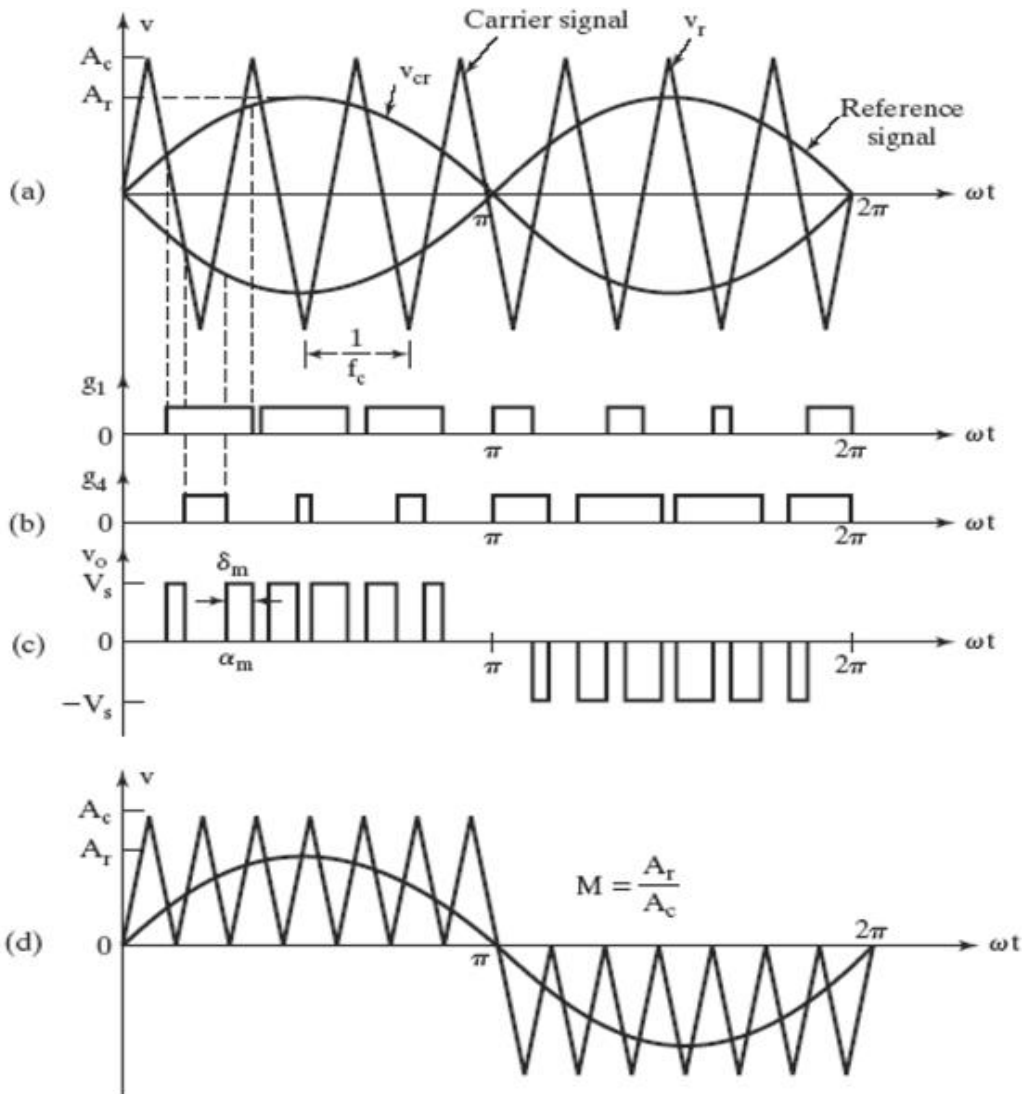 v
Carrier signal
v_r
A_c
A_r
v_cr
Reference
signal
(a)
π
2π
ωt
1
f_c
g_1
0
π
2π
ωt
g_4
(b)
0
π
2π
ωt
v_o
V_s
δ_m
(c)
0
α_m
π
2π
ωt
−V_s
v
A_c
A_r
M = A_r
A_c
(d)
0
π
2π
ωt